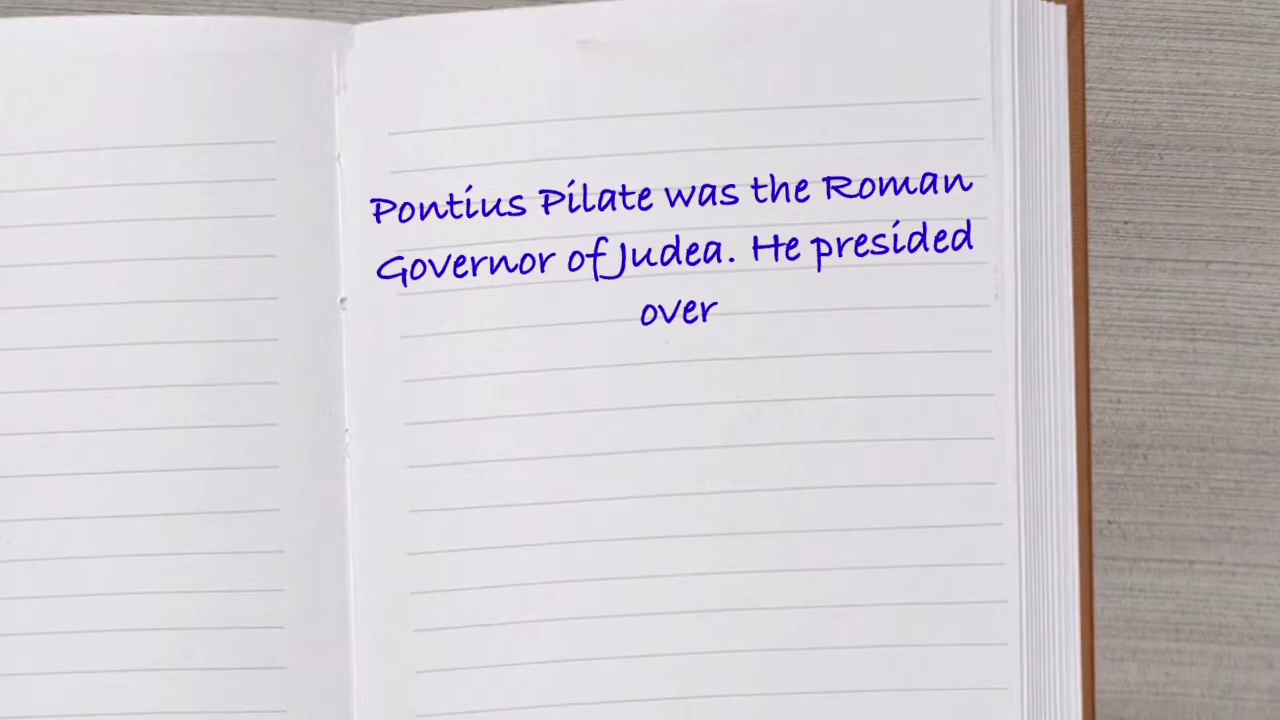 Pontius Pilate was the Roman
Governor of Judea. He presided
over